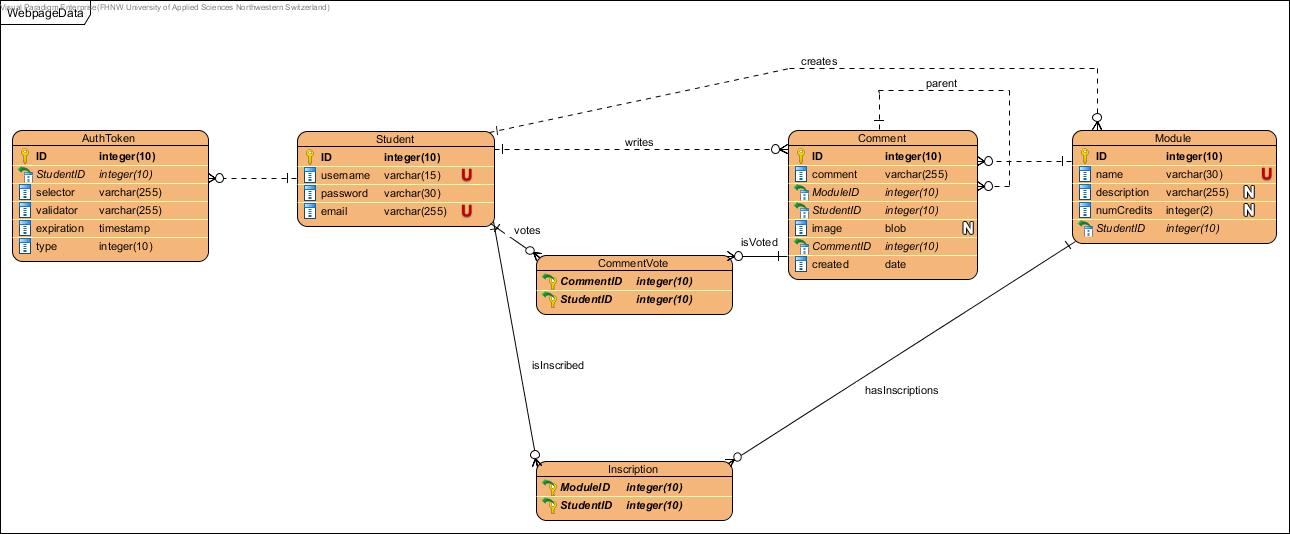 Visual Paradigm Enterprise(FHNW University of Applied Sciences Northwestern Switzerland)
WebpageData
creates
parent
writes
votes
isVoted
isInscribed
hasInscriptions
AuthToken
ID integer(10)
StudentID integer(10)
selector varchar(255)
validator varchar(255)
expiration timestamp
type integer(10)
Student
ID integer(10)
username varchar(15) U
password varchar(30)
email varchar(255) U
Comment
ID integer(10)
comment varchar(255)
ModuleID integer(10)
StudentID integer(10)
image blob N
CommentID integer(10)
created date
Module
ID integer(10)
name varchar(30) U
description varchar(255) N
numCredits integer(2) N
StudentID integer(10)
CommentVote
CommentID integer(10)
StudentID integer(10)
Inscription
ModuleID integer(10)
StudentID integer(10)